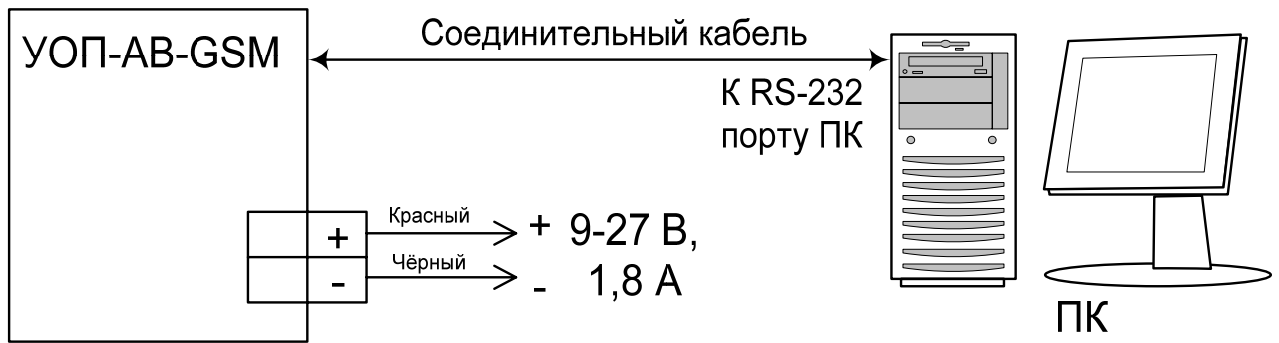 УОП-АВ-GSM
Соединительный кабель
К RS-232
порту ПК
Красный
+
+ 9-27 В,
Чёрный
-
- 1,8 А
ПК